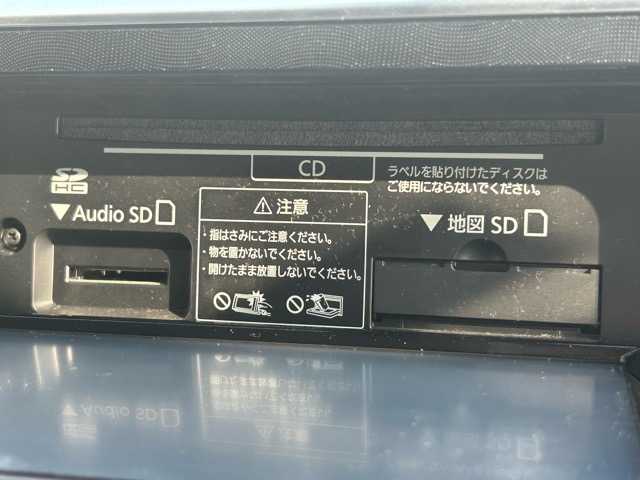 CD
ラベルを貼り付けたディスクは
ご使用にならないでください。
SD
HC
▼Audio SD
⚠注意
・指はさみにご注意ください。
・物を置かないでください。
・開けたまま放置しないでください。
▼地図 SD